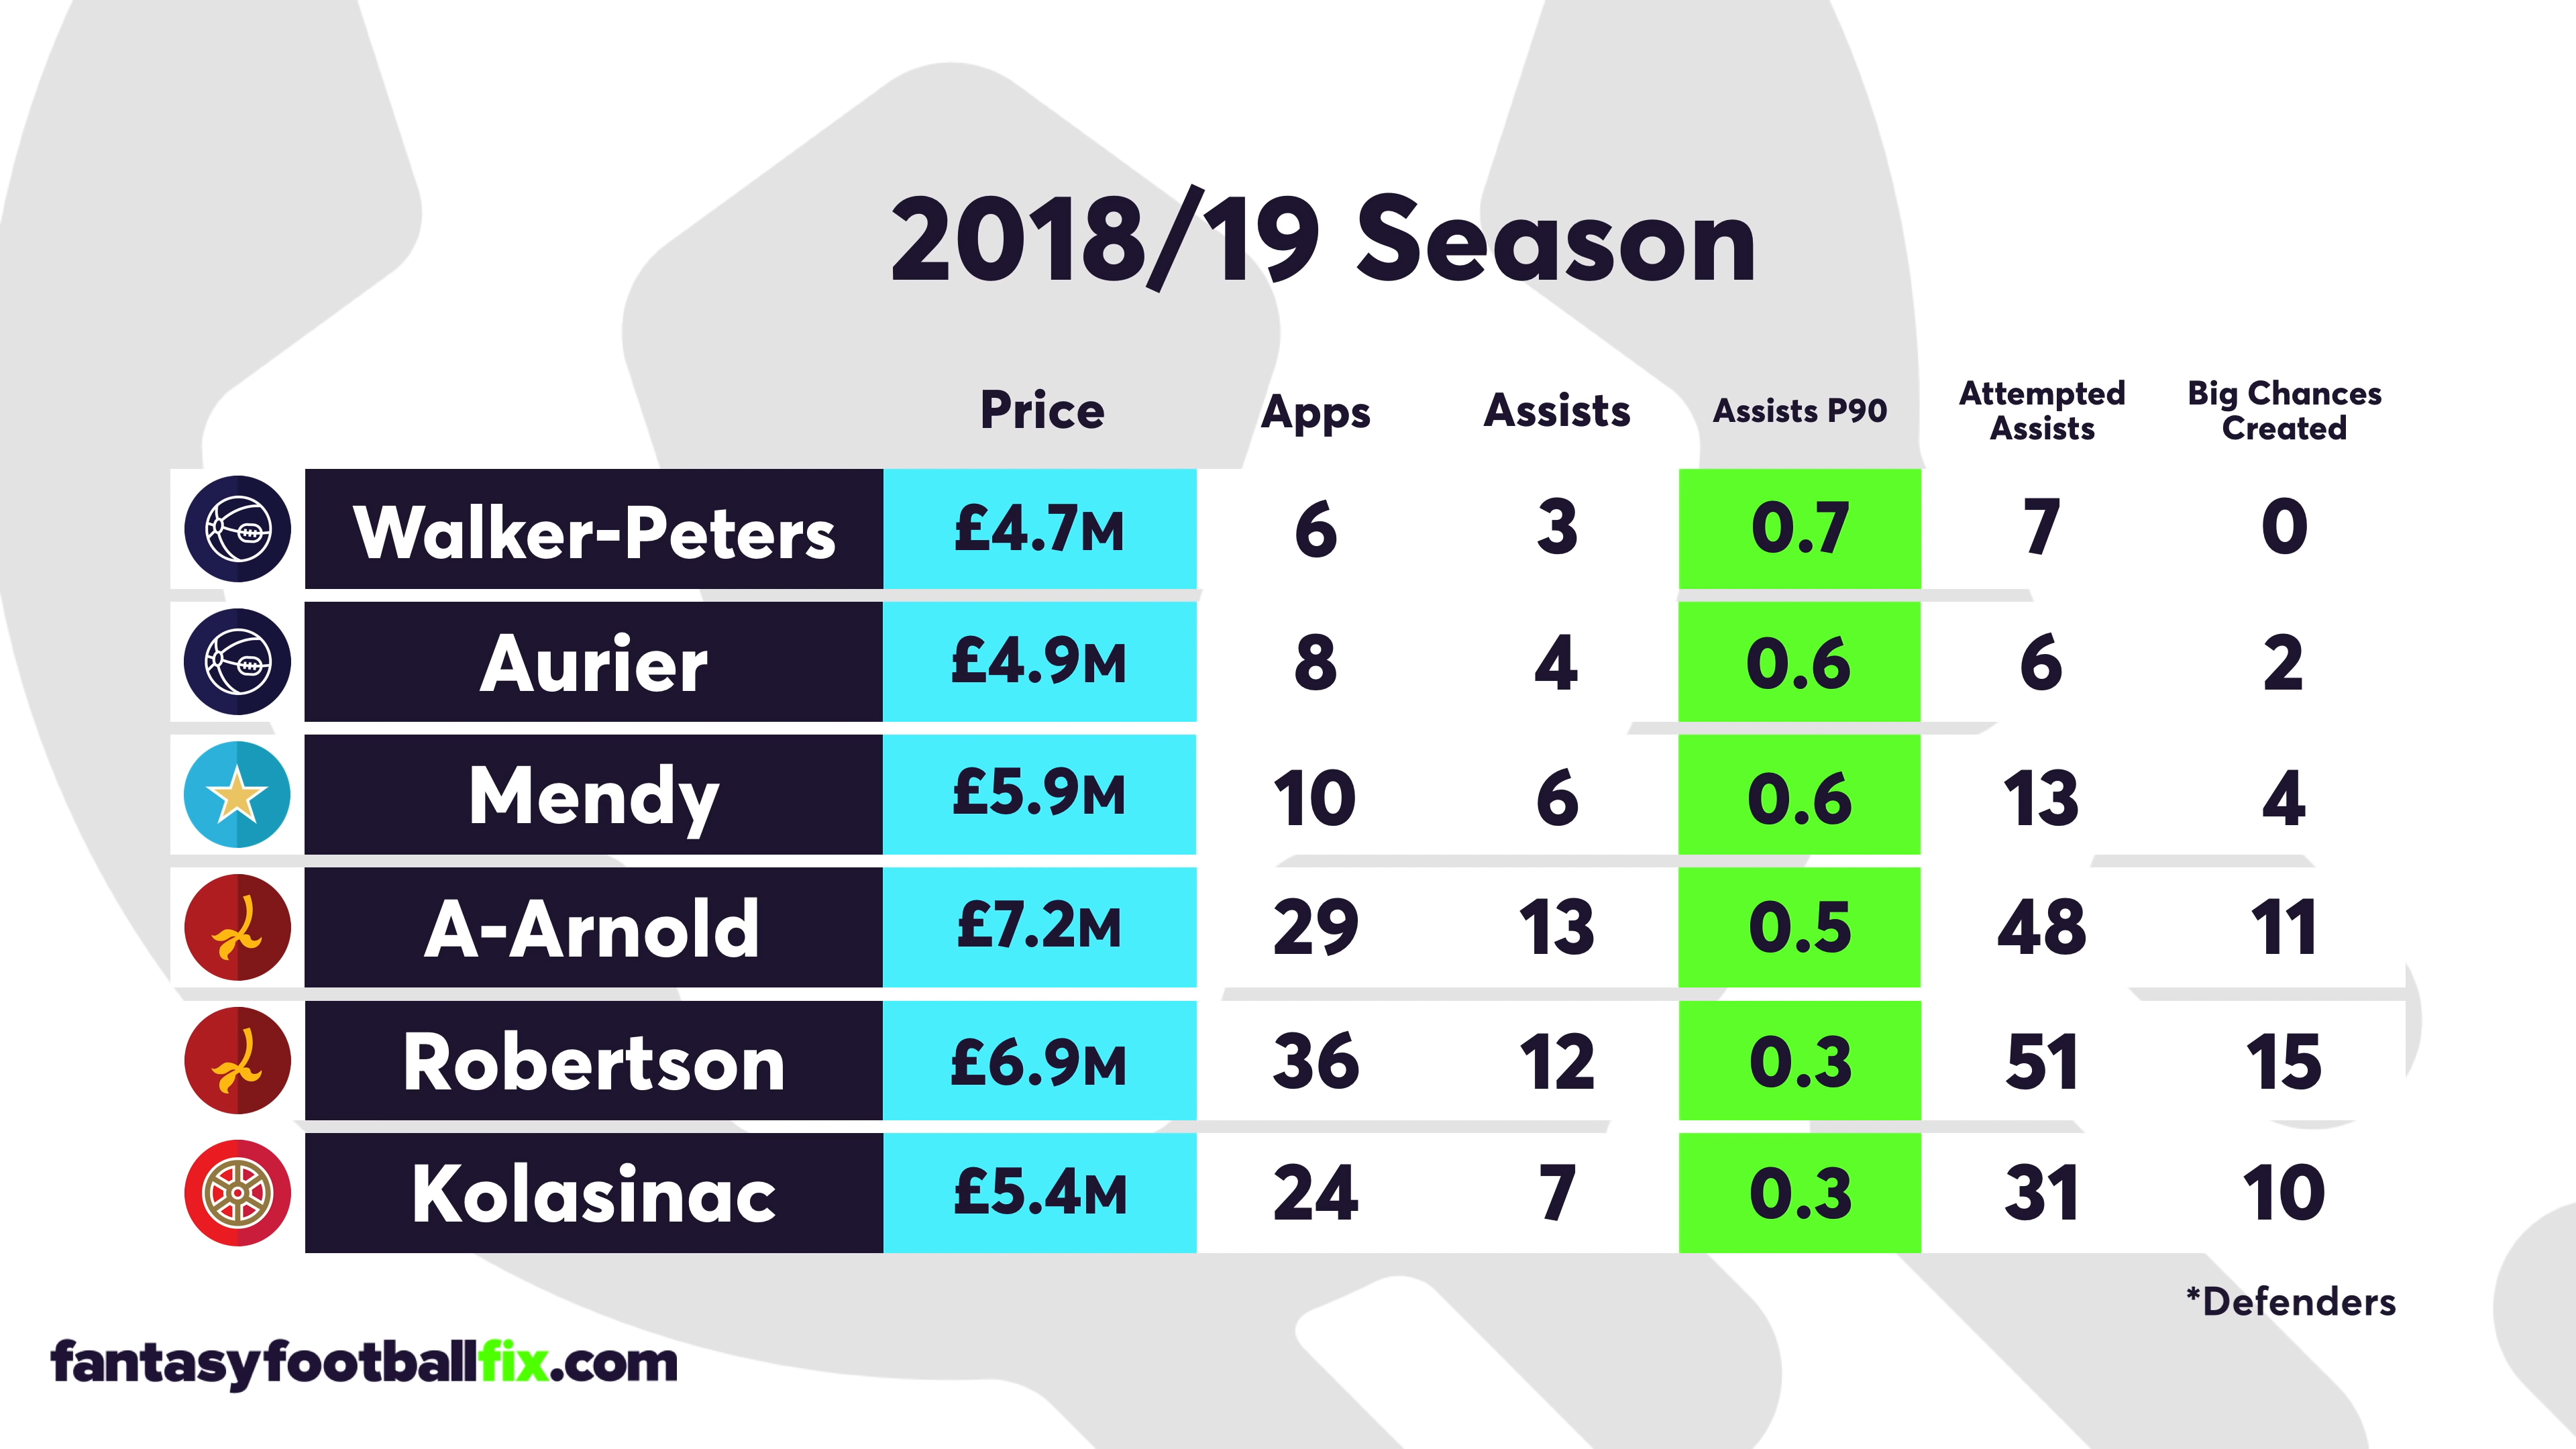 2018/19 Season
Price Apps Assists Assists P90 Attempted Assists Big Chances Created
Walker-Peters £4.7M 6 3 0.7 7 0
Aurier £4.9M 8 4 0.6 6 2
Mendy £5.9M 10 6 0.6 13 4
A-Arnold £7.2M 29 13 0.5 48 11
Robertson £6.9M 36 12 0.3 51 15
Kolasinac £5.4M 24 7 0.3 31 10
*Defenders
fantasyfootballfix.com